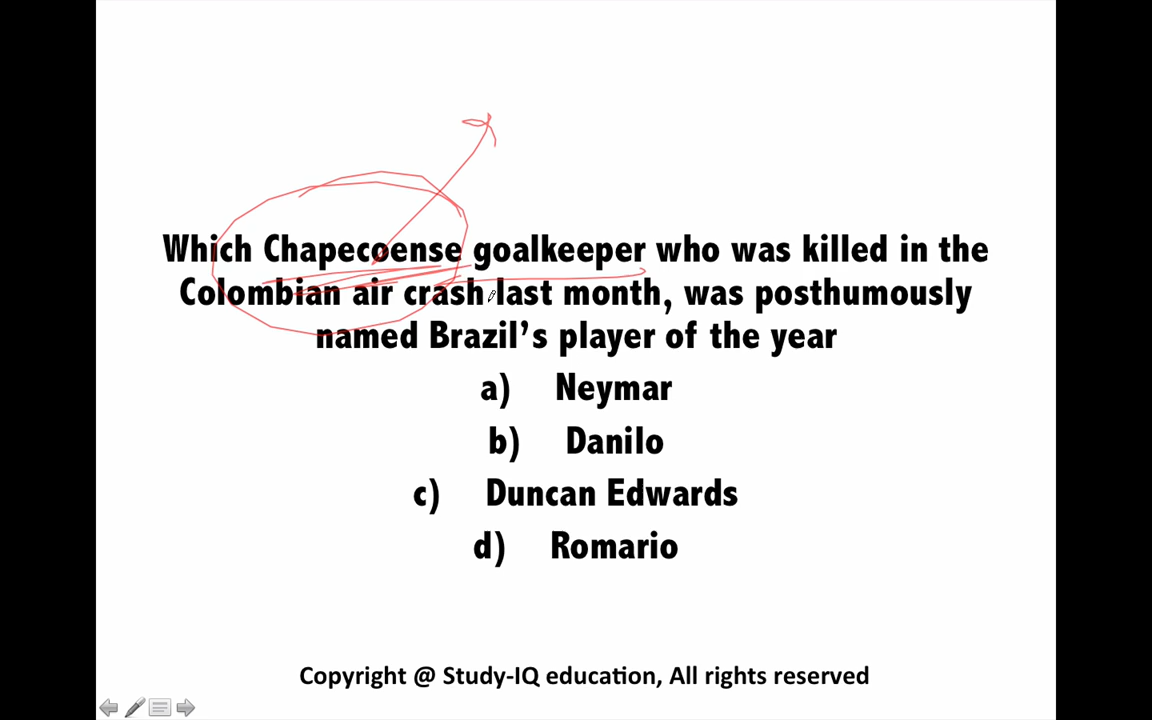 Which Chapecoense goalkeeper who was killed in the
Colombian air crash last month, was posthumously
named Brazil’s player of the year
a) Neymar
b) Danilo
c) Duncan Edwards
d) Romario
Copyright @ Study-IQ education, All rights reserved